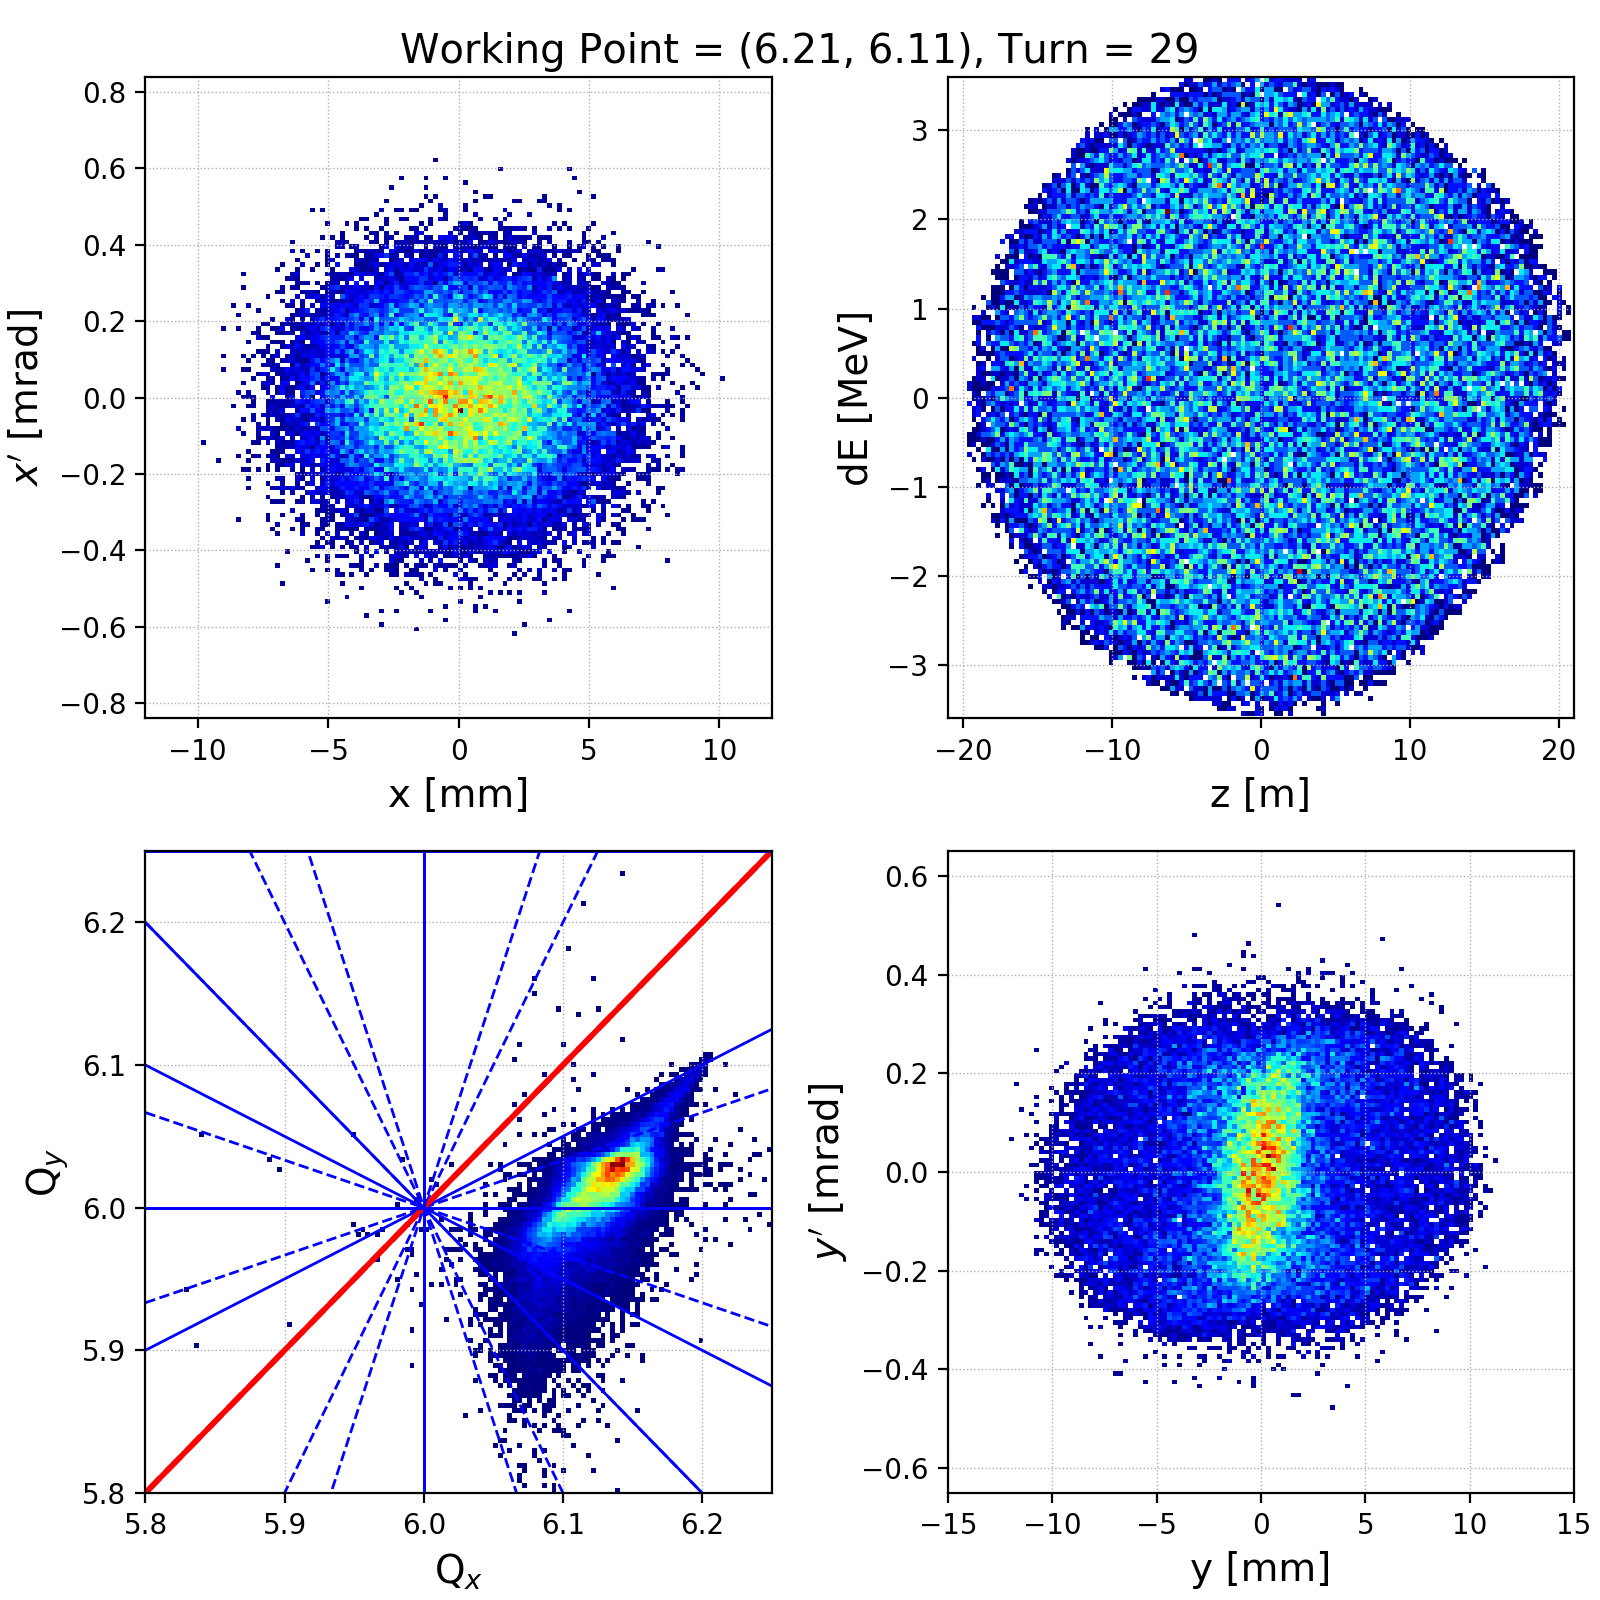 Working Point = (6.21, 6.11), Turn = 29
0.8
0.6
0.4
0.2
0.0
−0.2
−0.4
−0.6
−0.8
x′ [mrad]
−10 −5 0 5 10
x [mm]
3
2
1
0
−1
−2
−3
dE [MeV]
−20 −10 0 10 20
z [m]
6.2
6.1
6.0
5.9
5.8
Qy
5.8 5.9 6.0 6.1 6.2
Qx
0.6
0.4
0.2
0.0
−0.2
−0.4
−0.6
y′ [mrad]
−15 −10 −5 0 5 10 15
y [mm]